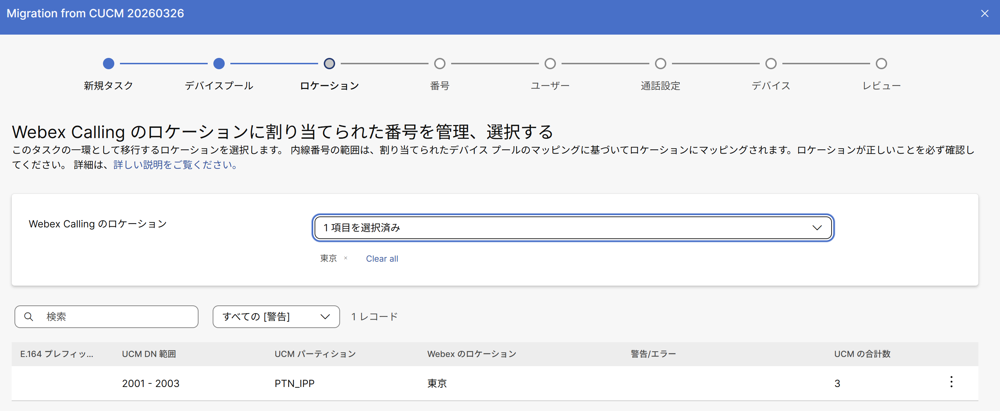 Migration from CUCM 20260326
新規タスク
デバイスプール
ロケーション
番号
ユーザー
通話設定
デバイス
レビュー
Webex Calling のロケーションに割り当てられた番号を管理、選択する
このタスクの一環として移行するロケーションを選択します。 内線番号の範囲は、割り当てられたデバイス プールのマッピングに基づいてロケーションにマッピングされます。ロケーションが正しいことを必ず確認し
てください。 詳細は、詳しい説明をご覧ください。
Webex Calling のロケーション
1 項目を選択済み
東京 × Clear all
検索
すべての [警告]
1 レコード
E.164 プレフィッ... UCM DN 範囲 UCM パーティション Webex のロケーション 警告/エラー UCM の合計数
2001 - 2003 PTN_IPP 東京 3